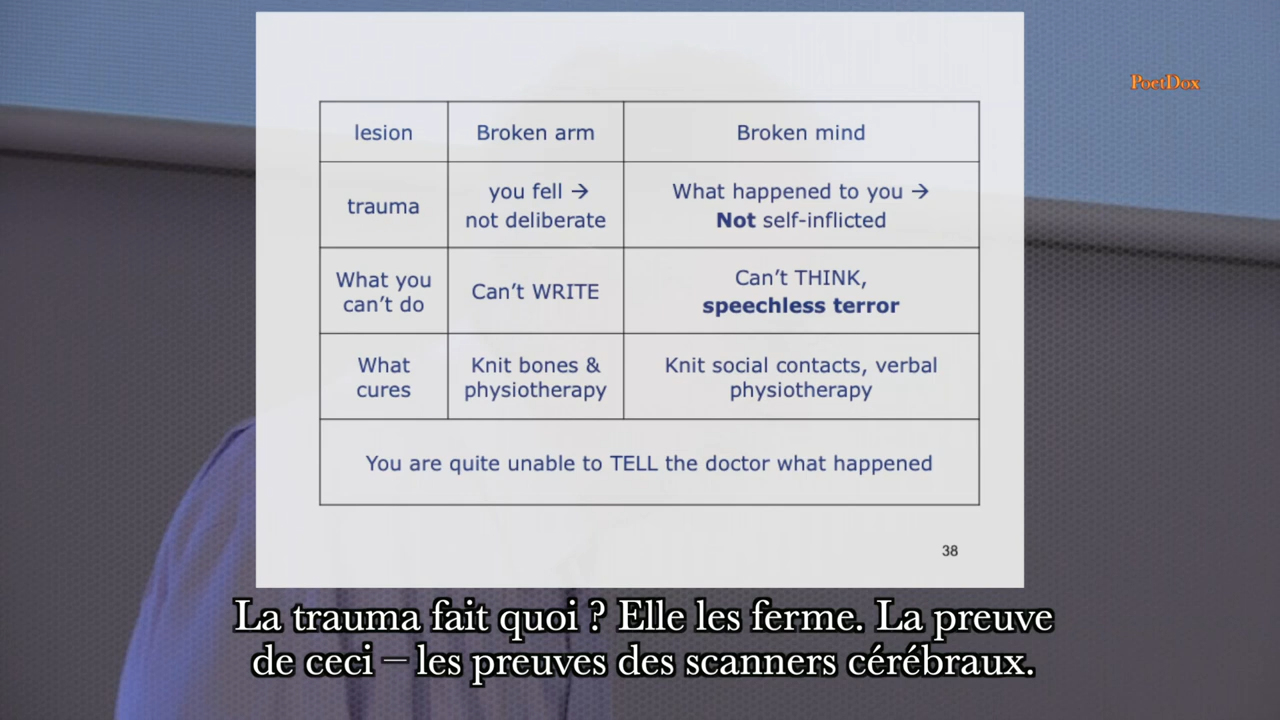 PoetDox
lesion
Broken arm
Broken mind
trauma
you fell →
not deliberate
What happened to you →
Not self-inflicted
What you
can't do
Can't WRITE
Can't THINK,
speechless terror
What
cures
Knit bones &
physiotherapy
Knit social contacts, verbal
physiotherapy
You are quite unable to TELL the doctor what happened
38
La trauma fait quoi ? Elle les ferme. La preuve
de ceci – les preuves des scanners cérébraux.